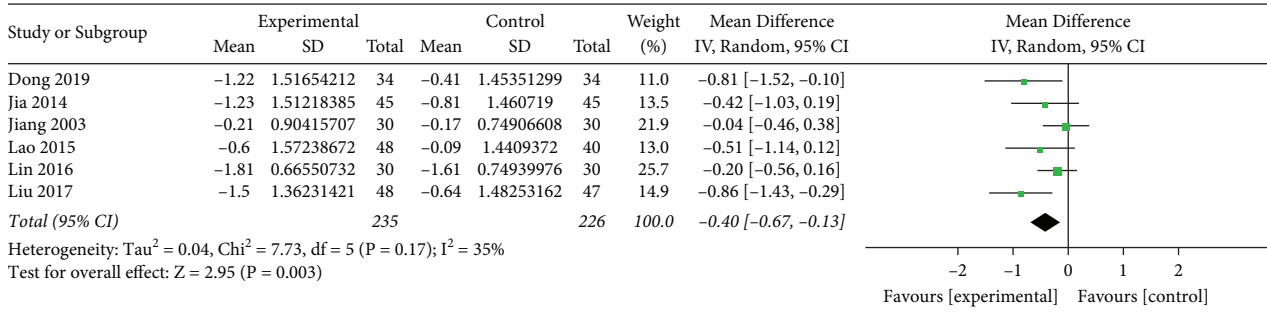 Study or Subgroup Experimental Control Weight (%) Mean Difference IV, Random, 95% CI Mean Difference IV, Random, 95% CI
Mean SD Total Mean SD Total
Dong 2019 –1.22 1.51654212 34 –0.41 1.45351299 34 11.0 –0.81 [–1.52, –0.10]
Jia 2014 –1.23 1.51218385 45 –0.81 1.460719 45 13.5 –0.42 [–1.03, 0.19]
Jiang 2003 –0.21 0.90415707 30 –0.17 0.74906608 30 21.9 –0.04 [–0.46, 0.38]
Lao 2015 –0.6 1.57238672 48 –0.09 1.4409372 40 13.0 –0.51 [–1.14, 0.12]
Lin 2016 –1.81 0.66550732 30 –1.61 0.74939976 30 25.7 –0.20 [–0.56, 0.16]
Liu 2017 –1.5 1.36231421 48 –0.64 1.48253162 47 14.9 –0.86 [–1.43, –0.29]
Total (95% CI) 235 226 100.0 –0.40 [–0.67, –0.13]
Heterogeneity: Tau² = 0.04, Chi² = 7.73, df = 5 (P = 0.17); I² = 35%
Test for overall effect: Z = 2.95 (P = 0.003)
–2 –1 0 1 2
Favours [experimental] Favours [control]